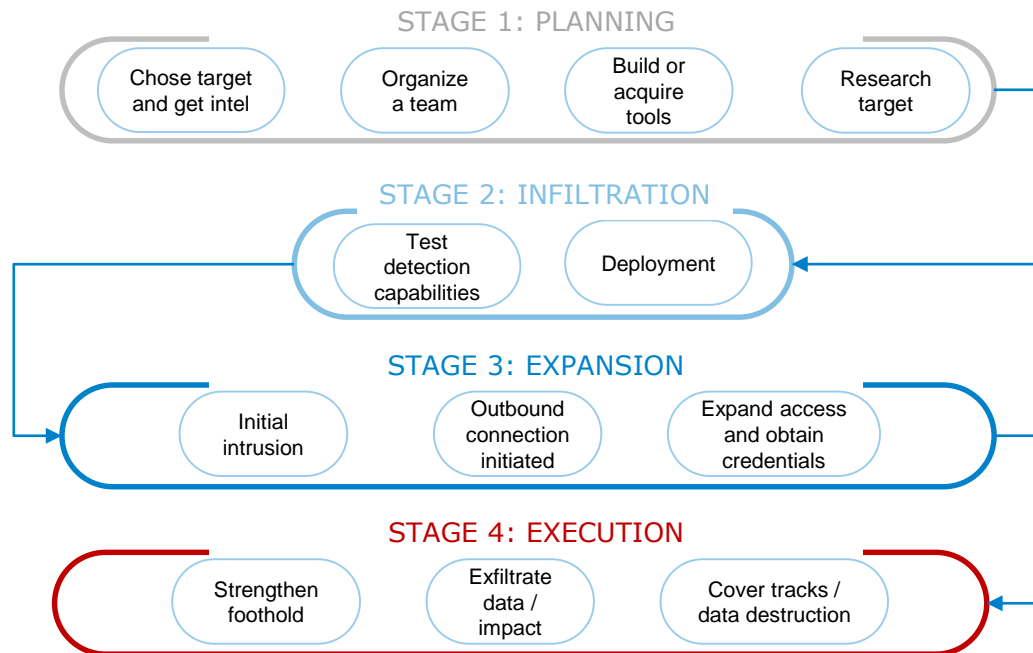 STAGE 1: PLANNING
Chose target
and get intel
Organize
a team
Build or
acquire
tools
Research
target
STAGE 2: INFILTRATION
Test
detection
capabilities
Deployment
STAGE 3: EXPANSION
Initial
intrusion
Outbound
connection
initiated
Expand access
and obtain
credentials
STAGE 4: EXECUTION
Strengthen
foothold
Exfiltrate
data /
impact
Cover tracks /
data destruction